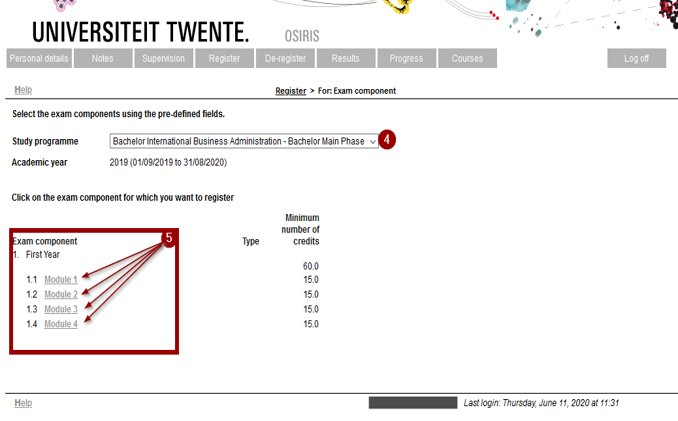 UNIVERSITEIT TWENTE. OSIRIS
Personal details Notes Supervision Register De-register Results Progress Courses Log off
Help Register > For: Exam component
Select the exam components using the pre-defined fields.
Study programme Bachelor International Business Administration - Bachelor Main Phase 4
Academic year 2019 (01/09/2019 to 31/08/2020)
Click on the exam component for which you want to register
Minimum
number of
Exam component Type credits 5
1. First Year
60.0
1.1 Module 1 15.0
1.2 Module 2 15.0
1.3 Module 3 15.0
1.4 Module 4 15.0
Help Last login: Thursday, June 11, 2020 at 11:31